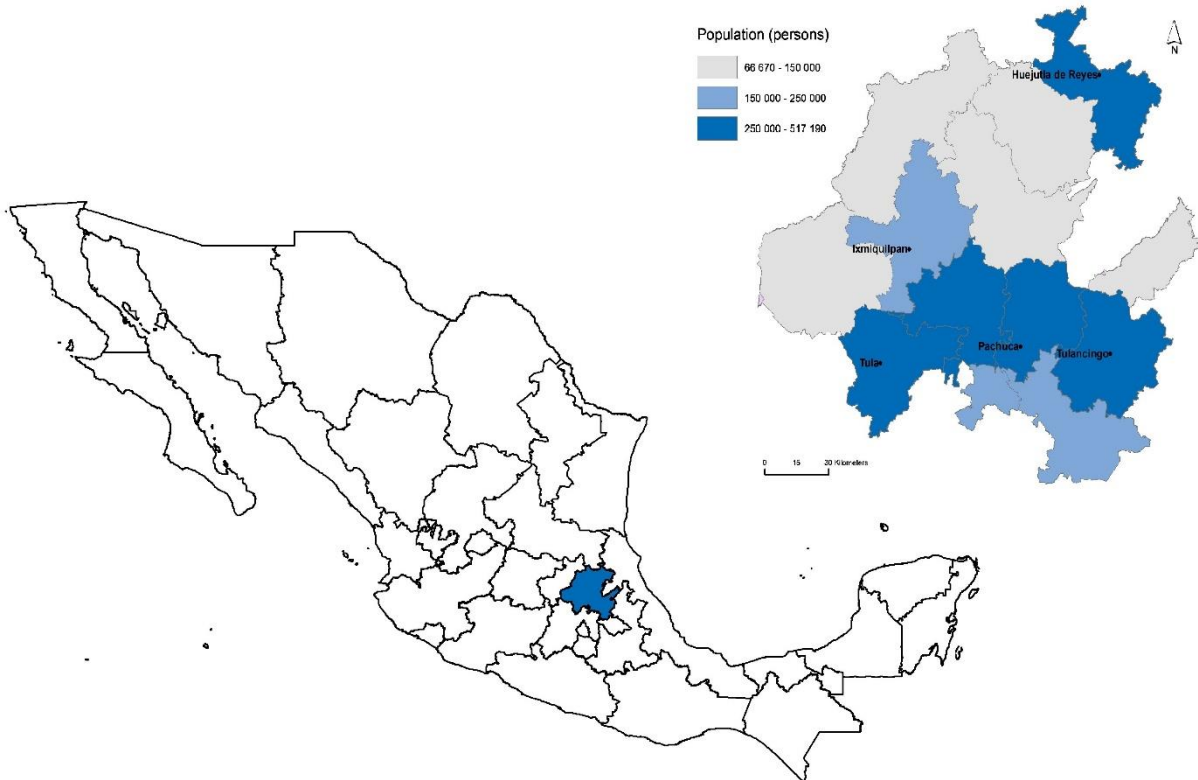 Population (persons)
66 670 - 150 000
150 000 - 250 000
250 000 - 517 190
N
Huejutla de Reyes
Ixmiquilpan
Pachuca
Tulancingo
Tula
0 15 20 Kilometers